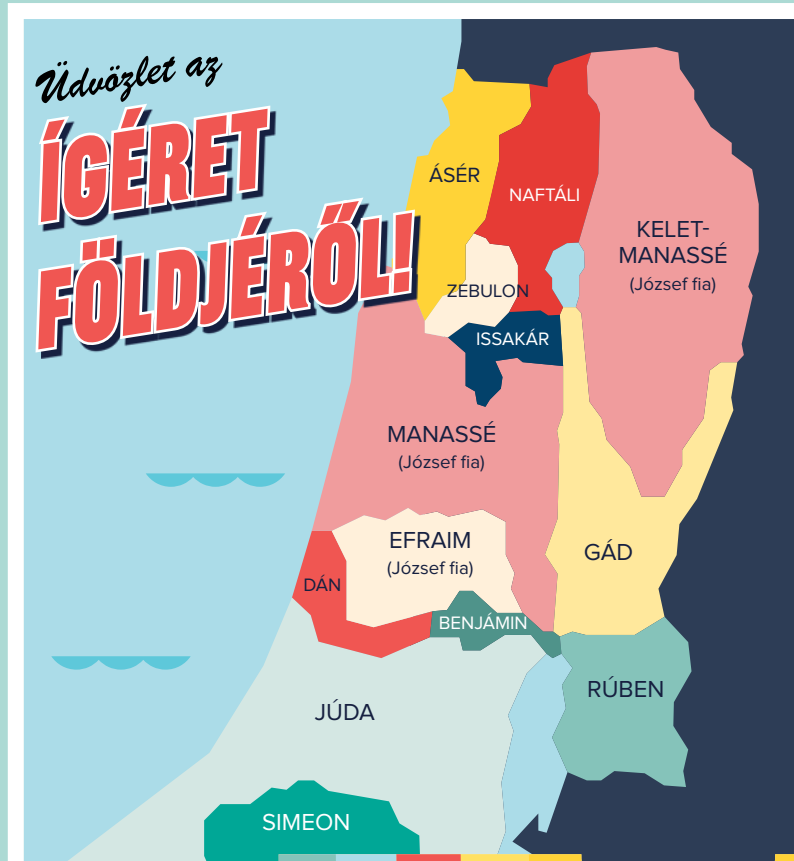 Üdvözlet az
ÍGÉRET
FÖLDJÉRŐL!
ÁSÉR
NAFTÁLI
KELET-
MANASSÉ
(József fia)
ZEBULON
ISSAKÁR
MANASSÉ
(József fia)
EFRAIM
(József fia)
GÁD
DÁN
BENJÁMIN
RÚBEN
JÚDA
SIMEON